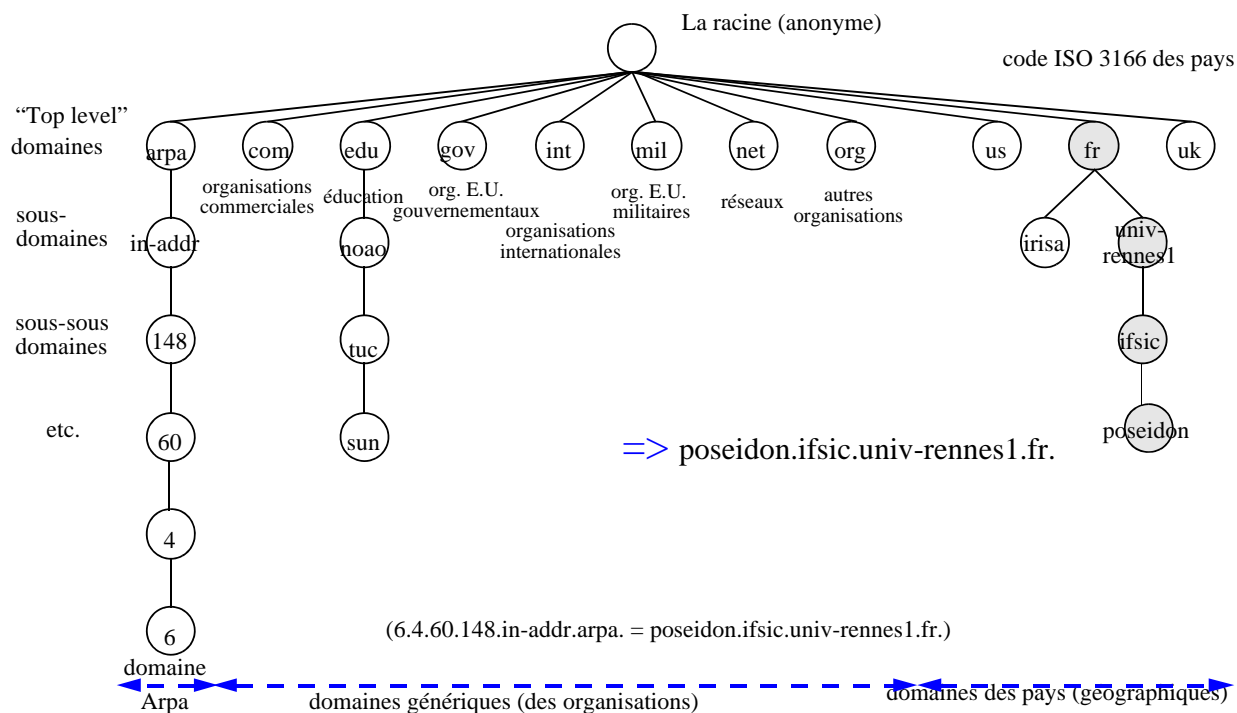 La racine (anonyme)
code ISO 3166 des pays
“Top level”
domaines
arpa
com
edu
gov
int
mil
net
org
us
fr
uk
organisations
commerciales
éducation
org. E.U.
gouvernementaux
organisations
internationales
org. E.U.
militaires
réseaux
autres
organisations
sous-
domaines
in-addr
noao
irisa
univ-
rennes1
sous-sous
domaines
148
tuc
ifsic
etc.
60
sun
poseidon
=> poseidon.ifsic.univ-rennes1.fr.
4
6
(6.4.60.148.in-addr.arpa. = poseidon.ifsic.univ-rennes1.fr.)
domaine
Arpa
domaines génériques (des organisations)
domaines des pays (géographiques)